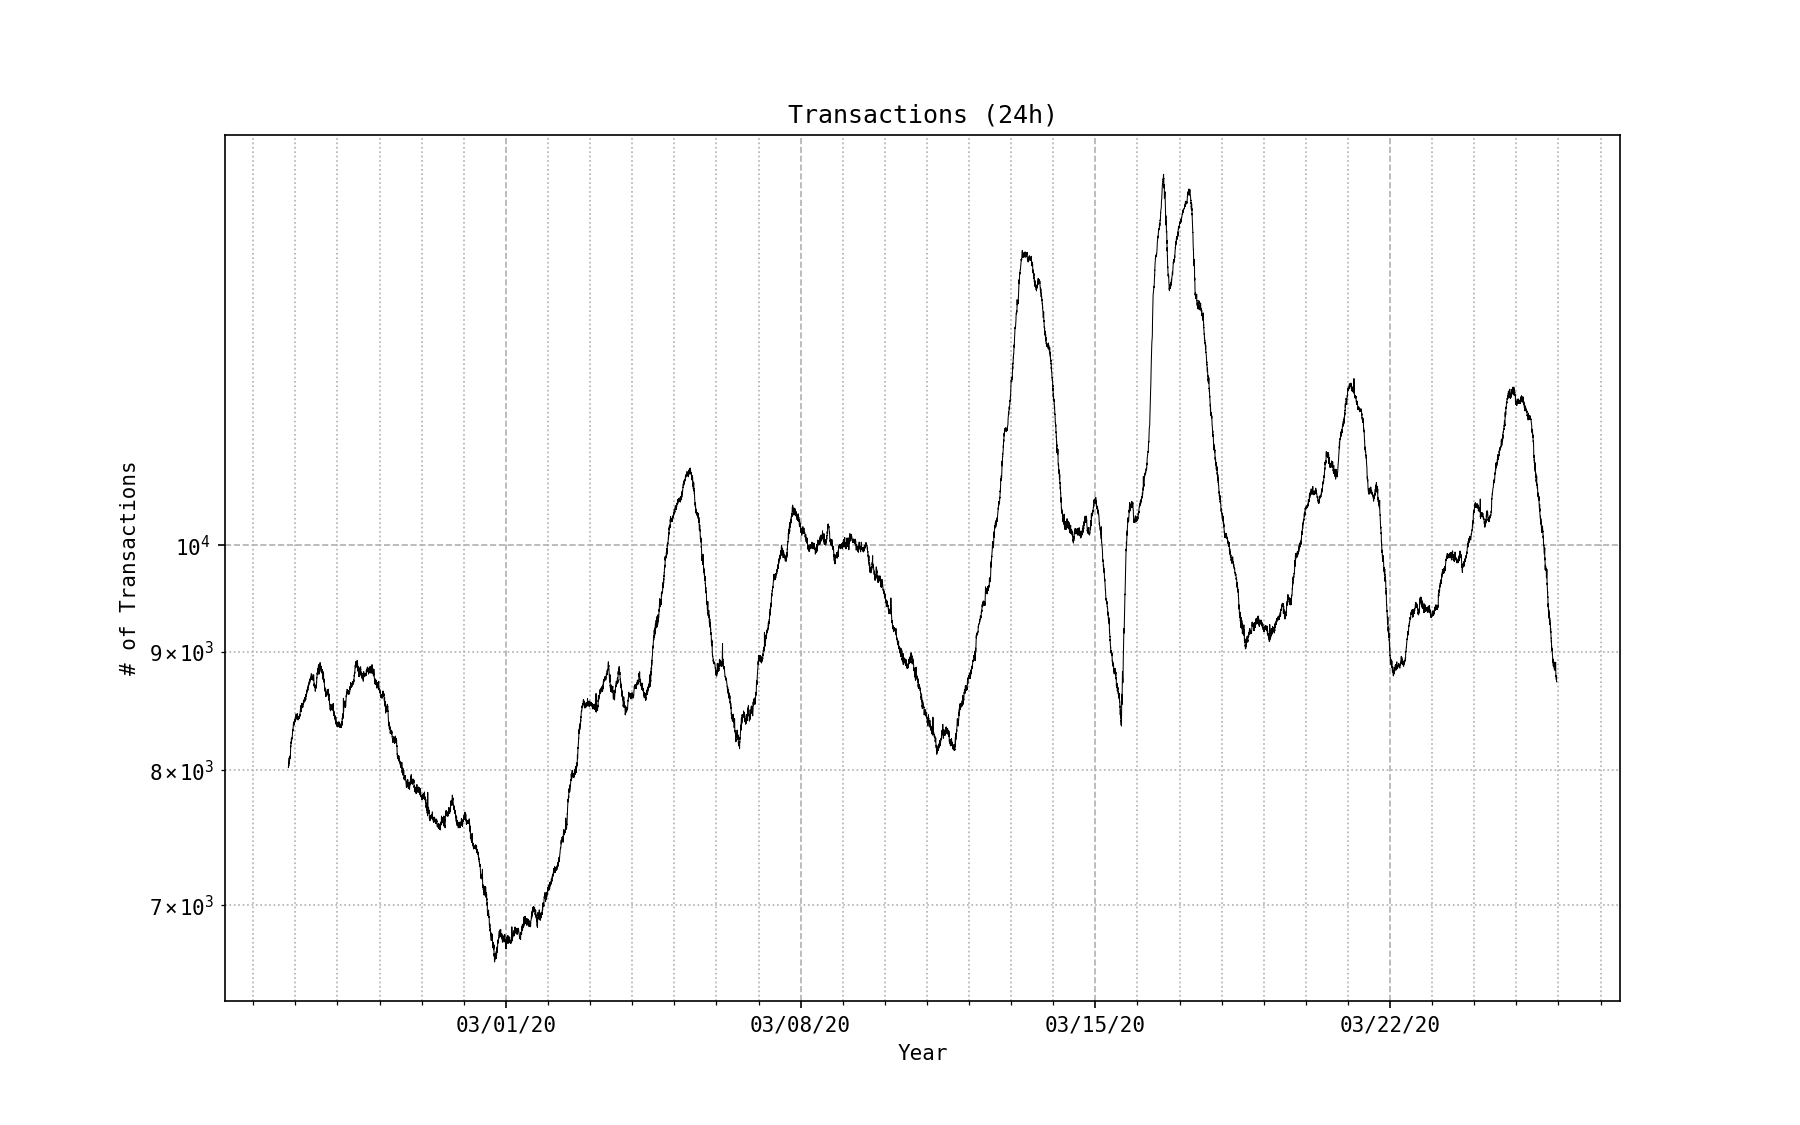 Transactions (24h)
# of Transactions
10⁴
9×10³
8×10³
7×10³
03/01/20 03/08/20 03/15/20 03/22/20
Year